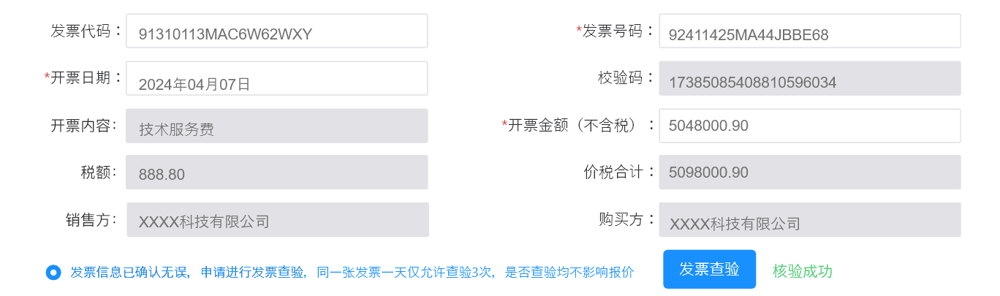 发票代码： 91310113MAC6W62WXY *发票号码： 92411425MA44JBBE68
*开票日期： 2024年04月07日 校验码： 17385085408810596034
开票内容: 技术服务费 *开票金额（不含税）： 5048000.90
税额: 888.80 价税合计： 5098000.90
销售方: XXXX科技有限公司 购买方： XXXX科技有限公司
发票信息已确认无误, 申请进行发票查验, 同一张发票一天仅允许查验3次, 是否查验均不影响报价 发票查验 核验成功